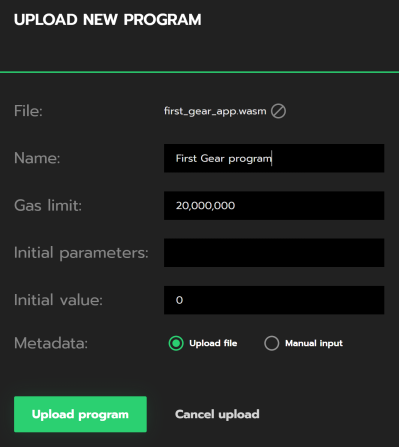 UPLOAD NEW PROGRAM
File: first_gear_app.wasm
Name: First Gear program
Gas limit: 20,000,000
Initial parameters:
Initial value: 0
Metadata: Upload file Manual input
Upload program Cancel upload